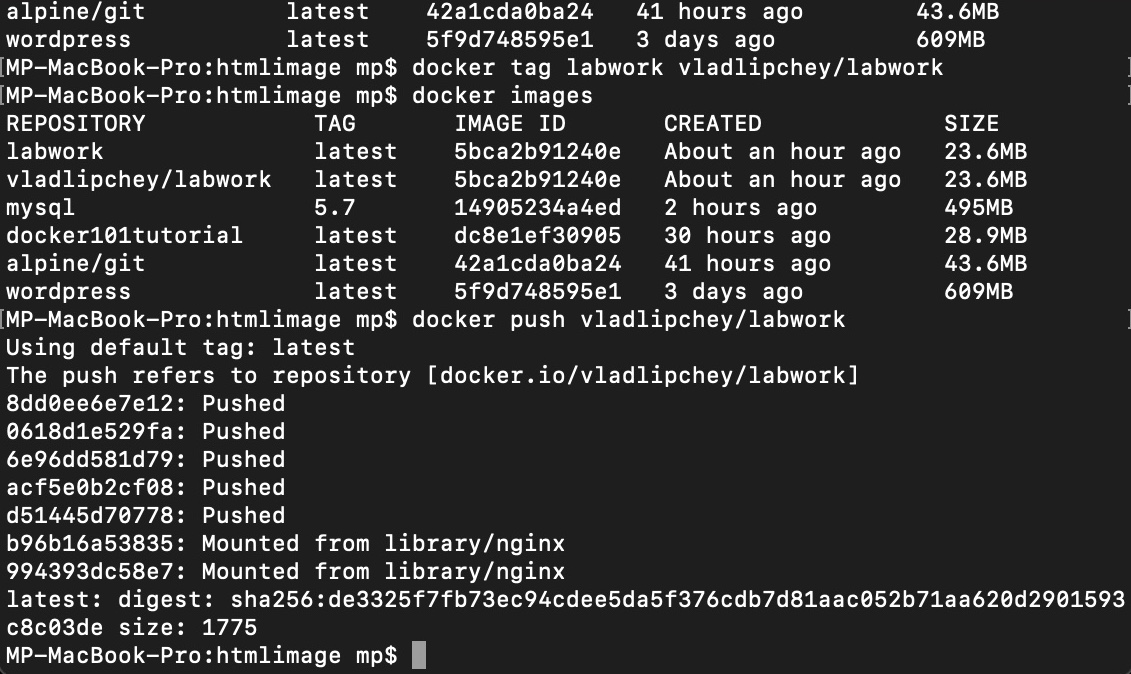 alpine/git          latest    42a1cda0ba24   41 hours ago        43.6MB
wordpress           latest    5f9d748595e1   3 days ago          609MB
[MP-MacBook-Pro:htmlimage mp$ docker tag labwork vladlipchey/labwork             ]
[MP-MacBook-Pro:htmlimage mp$ docker images                                      ]
REPOSITORY            TAG       IMAGE ID       CREATED             SIZE
labwork               latest    5bca2b91240e   About an hour ago   23.6MB
vladlipchey/labwork   latest    5bca2b91240e   About an hour ago   23.6MB
mysql                 5.7       14905234a4ed   2 hours ago         495MB
docker101tutorial     latest    dc8e1ef30905   30 hours ago        28.9MB
alpine/git            latest    42a1cda0ba24   41 hours ago        43.6MB
wordpress             latest    5f9d748595e1   3 days ago          609MB
[MP-MacBook-Pro:htmlimage mp$ docker push vladlipchey/labwork                    ]
Using default tag: latest
The push refers to repository [docker.io/vladlipchey/labwork]
8dd0ee6e7e12: Pushed
0618d1e529fa: Pushed
6e96dd581d79: Pushed
acf5e0b2cf08: Pushed
d51445d70778: Pushed
b96b16a53835: Mounted from library/nginx
994393dc58e7: Mounted from library/nginx
latest: digest: sha256:de3325f7fb73ec94cdee5da5f376cdb7d81aac052b71aa620d2901593
c8c03de size: 1775
MP-MacBook-Pro:htmlimage mp$